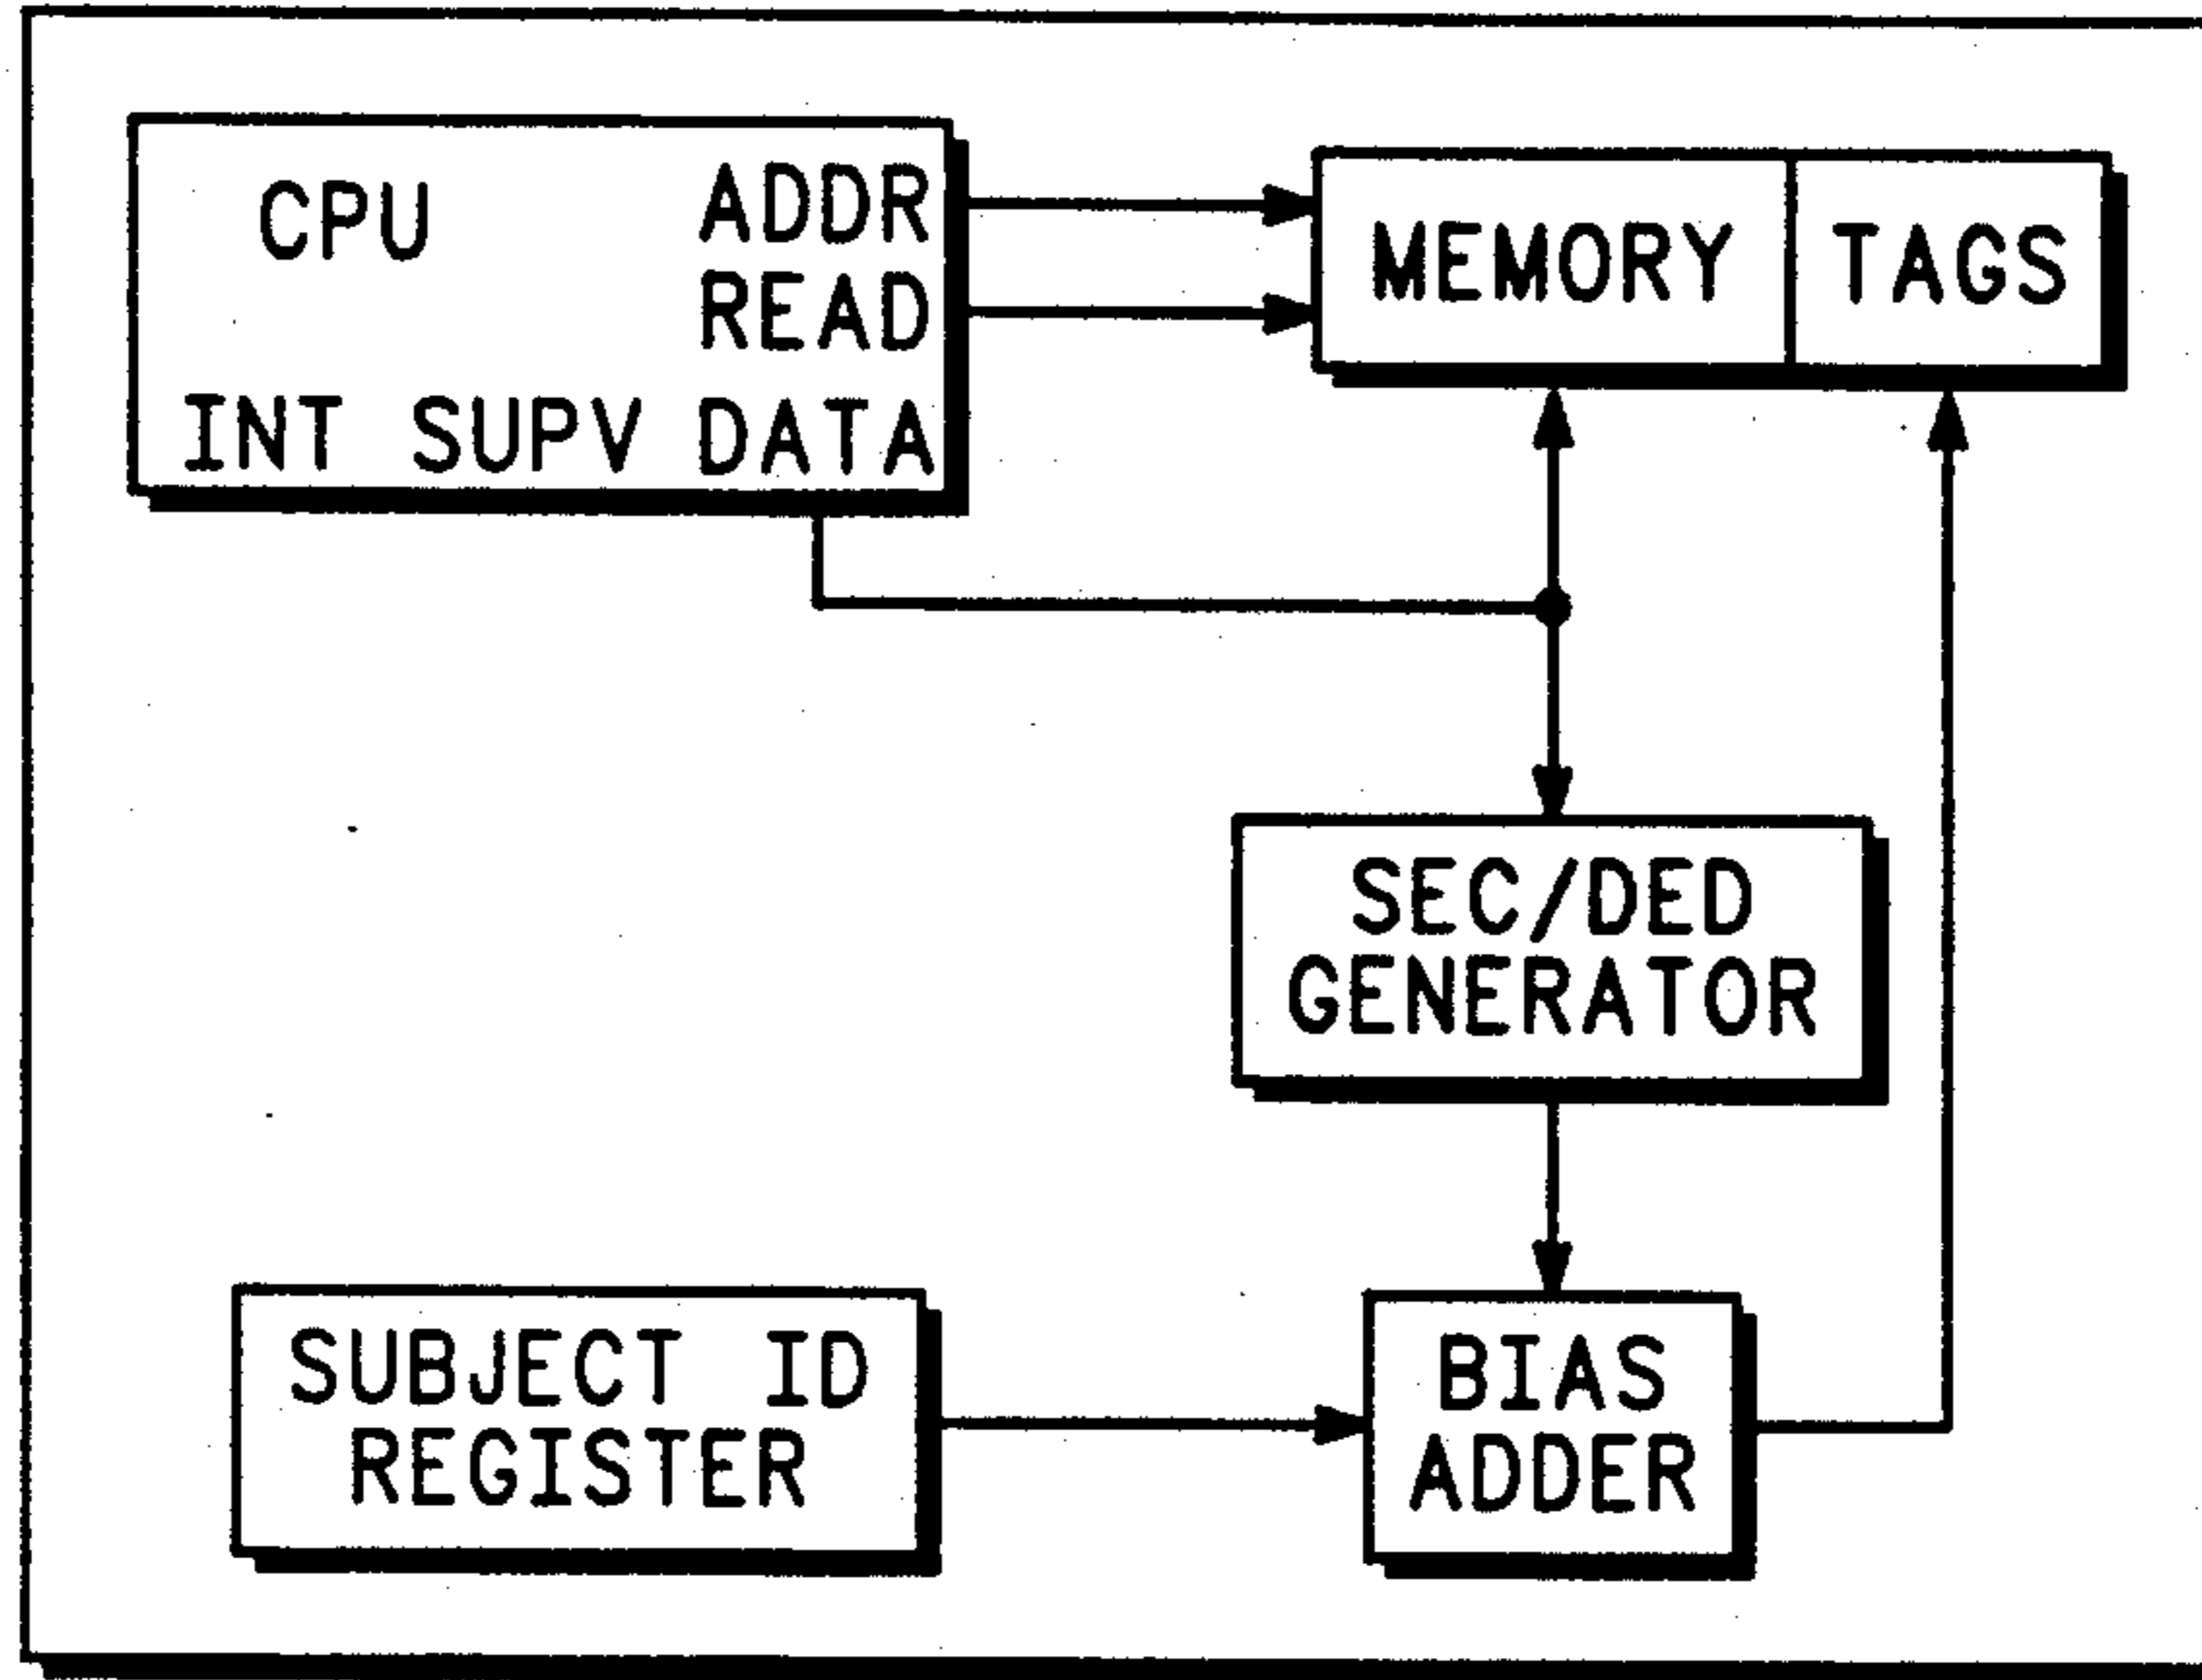 CPU ADDR
READ
INT SUPV DATA
MEMORY TAGS
SEC/DED
GENERATOR
SUBJECT ID
REGISTER
BIAS
ADDER